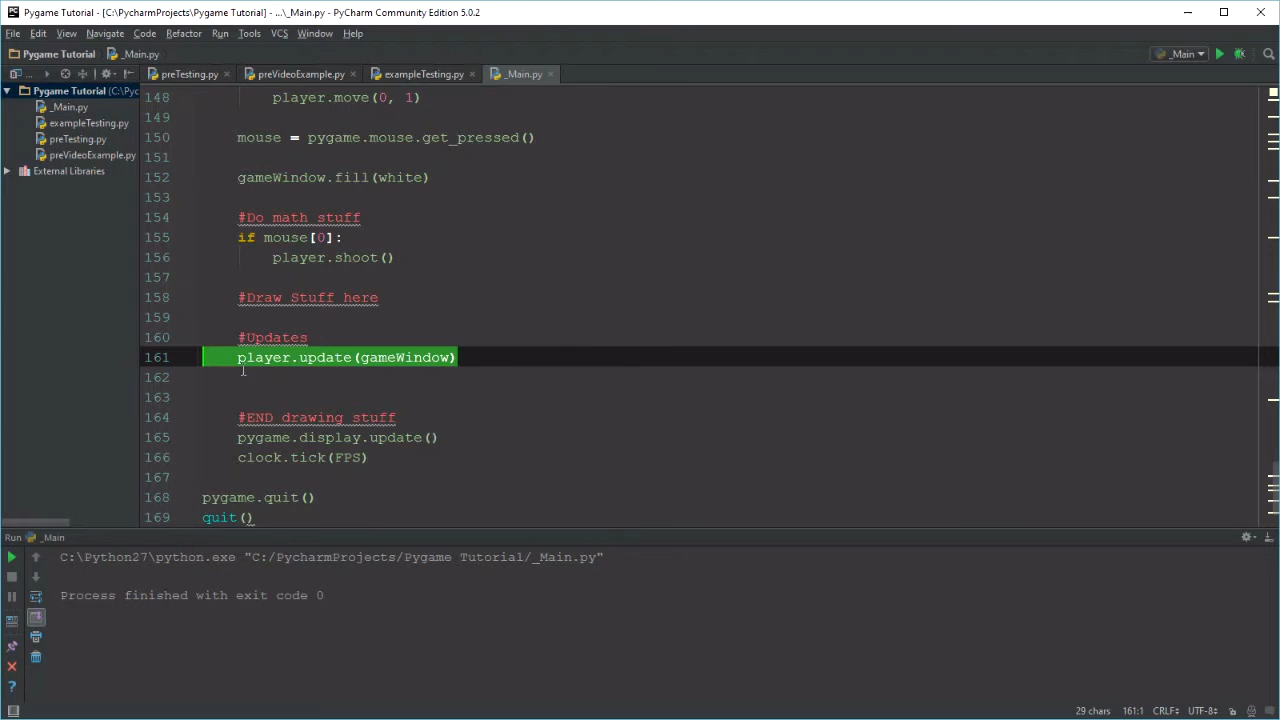 Pygame Tutorial - [C:\PycharmProjects\Pygame Tutorial] - ...\_Main.py - PyCharm Community Edition 5.0.2
File Edit View Navigate Code Refactor Run Tools VCS Window Help
Pygame Tutorial _Main.py _Main
... preTesting.py preVideoExample.py exampleTesting.py _Main.py
Pygame Tutorial (C:\Pyc
_Main.py
exampleTesting.py
preTesting.py
preVideoExample.py
External Libraries
148 player.move(0, 1)
149
150 mouse = pygame.mouse.get_pressed()
151
152 gameWindow.fill(white)
153
154 #Do math stuff
155 if mouse[0]:
156 player.shoot()
157
158 #Draw Stuff here
159
160 #Updates
161 player.update(gameWindow)
162
163
164 #END drawing stuff
165 pygame.display.update()
166 clock.tick(FPS)
167
168 pygame.quit()
169 quit()
Run _Main
C:\Python27\python.exe "C:/PycharmProjects/Pygame Tutorial/_Main.py"
Process finished with exit code 0
29 chars 161:1 CRLF UTF-8